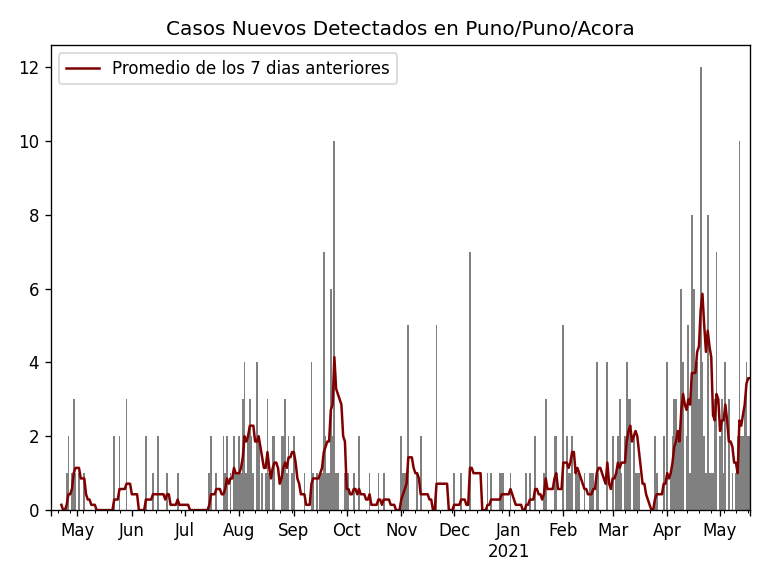 Casos Nuevos Detectados en Puno/Puno/Acora
Promedio de los 7 dias anteriores
12
10
8
6
4
2
0
May Jun Jul Aug Sep Oct Nov Dec Jan Feb Mar Apr May
2021